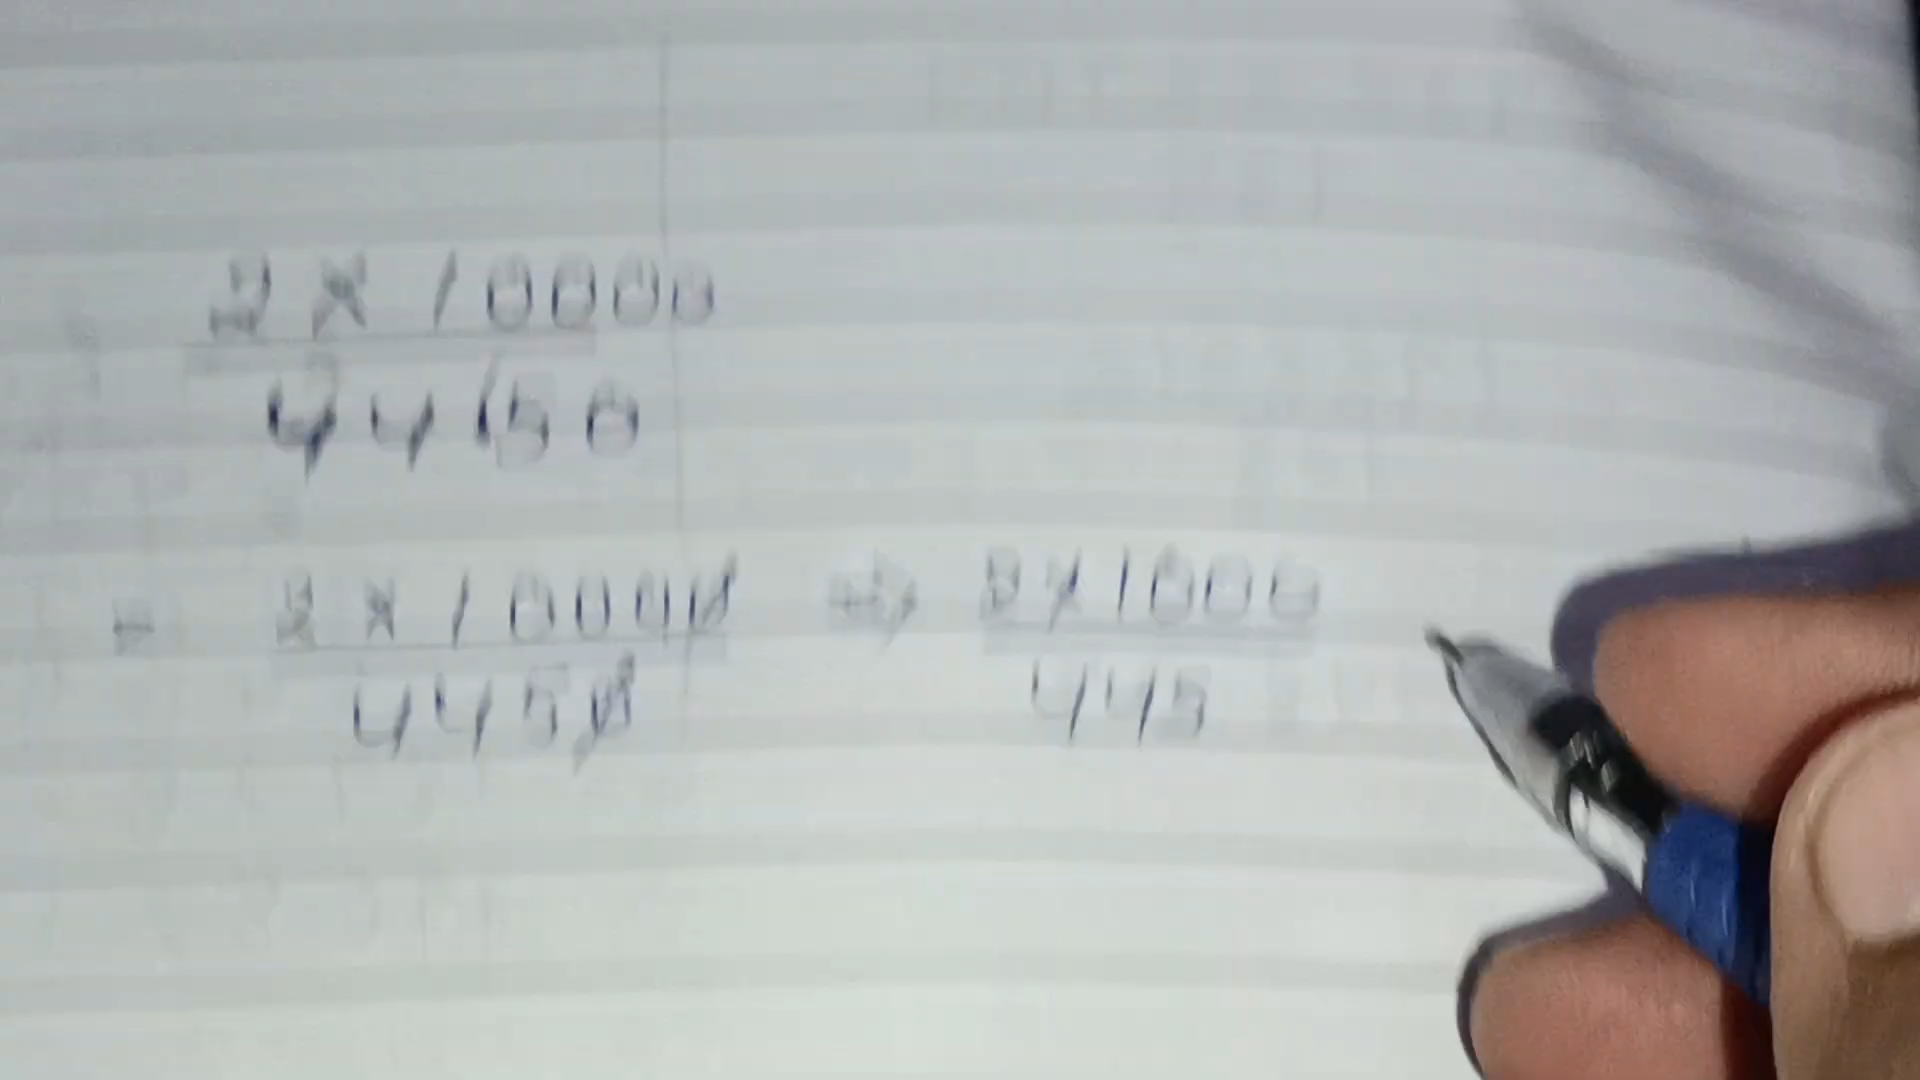 2 × 10000
4450
= 2 × 10000 ⇒ 2 × 1000
4450 445